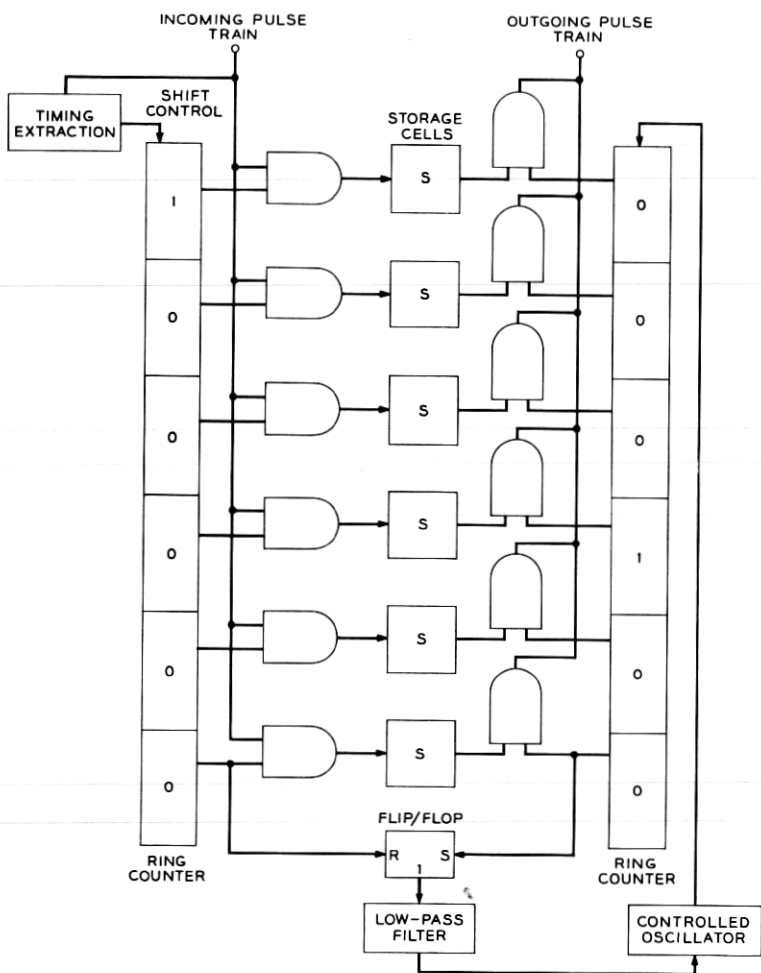 INCOMING PULSE
TRAIN
OUTGOING PULSE
TRAIN
TIMING
EXTRACTION
SHIFT
CONTROL
STORAGE
CELLS
1
S
0
0
S
0
0
S
0
0
S
1
0
S
0
0
S
0
FLIP/FLOP
R
S
1
RING
COUNTER
RING
COUNTER
LOW-PASS
FILTER
CONTROLLED
OSCILLATOR